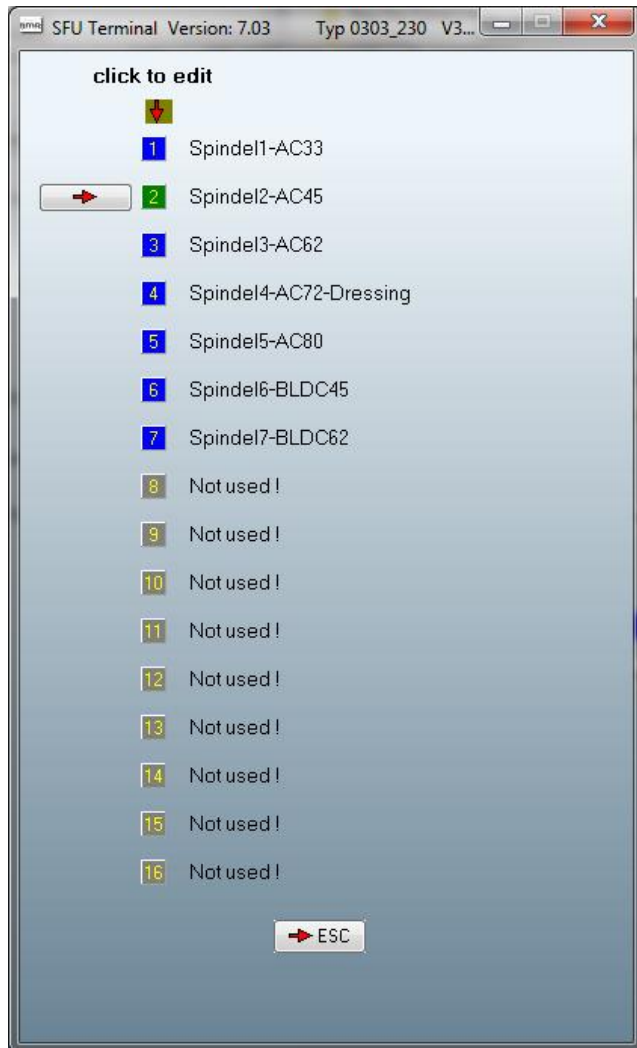 SFU Terminal Version: 7.03 Typ 0303_230 V3...
click to edit
1 Spindel1-AC33
2 Spindel2-AC45
3 Spindel3-AC62
4 Spindel4-AC72-Dressing
5 Spindel5-AC80
6 Spindel6-BLDC45
7 Spindel7-BLDC62
8 Not used !
9 Not used !
10 Not used !
11 Not used !
12 Not used !
13 Not used !
14 Not used !
15 Not used !
16 Not used !
ESC